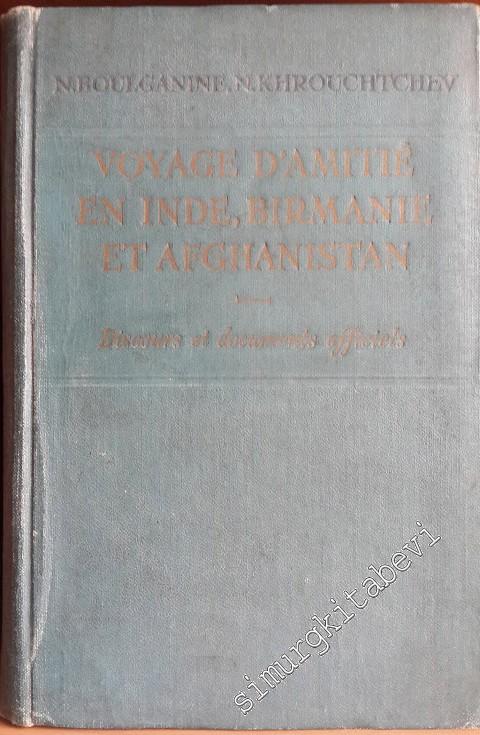 N. BOULGANINE, N. KHROUCHTCHEV
VOYAGE D'AMITIÉ
EN INDE, BIRMANIE
ET AFGHANISTAN
Discours et documents officiels
simurgkitabevi